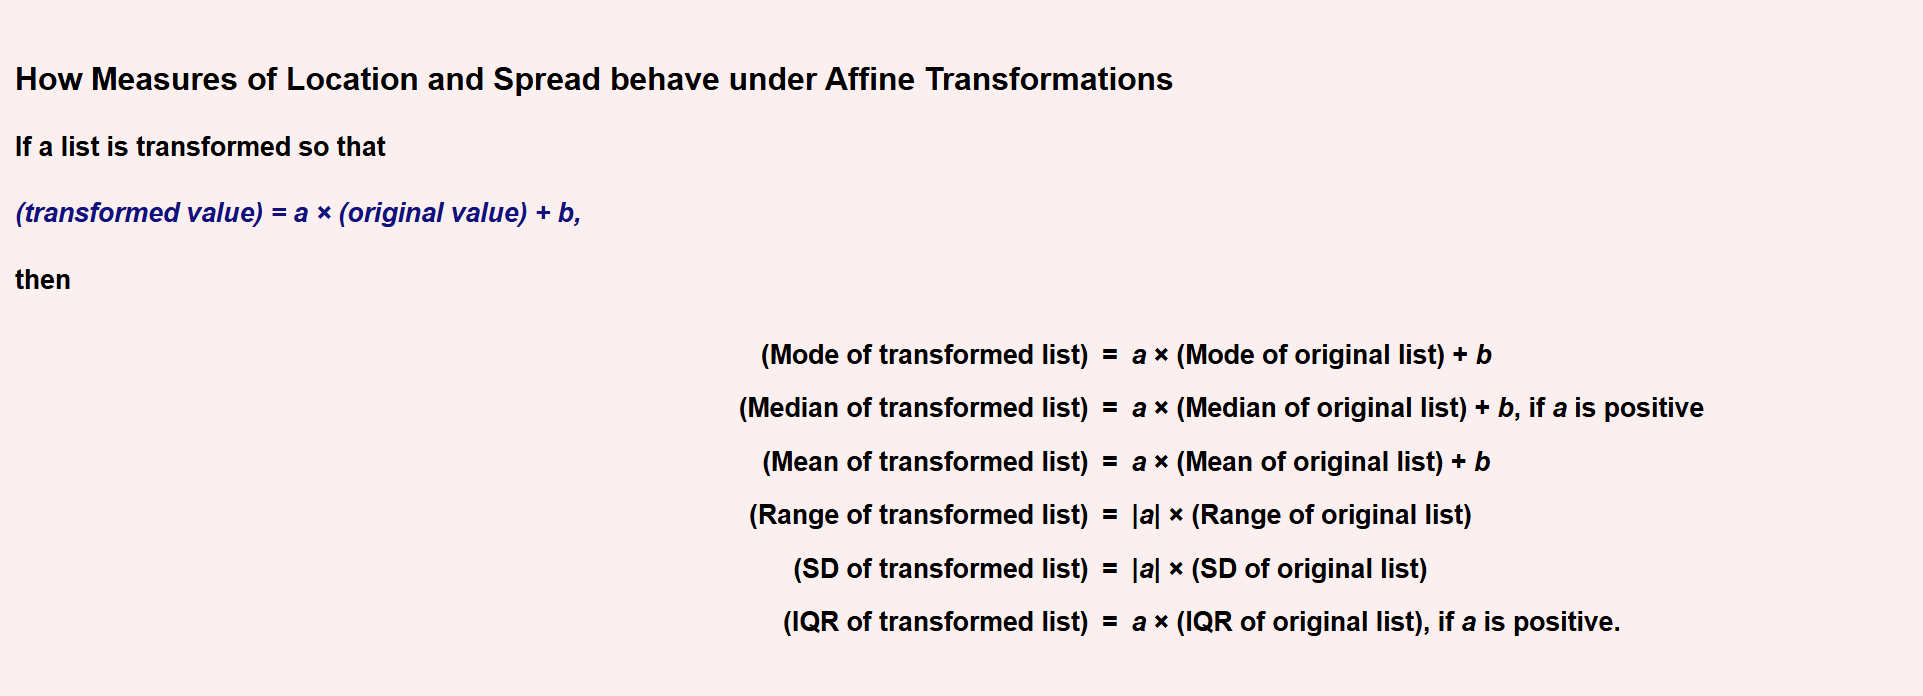 How Measures of Location and Spread behave under Affine Transformations
If a list is transformed so that
(transformed value) = a × (original value) + b,
then
(Mode of transformed list) = a × (Mode of original list) + b
(Median of transformed list) = a × (Median of original list) + b, if a is positive
(Mean of transformed list) = a × (Mean of original list) + b
(Range of transformed list) = |a| × (Range of original list)
(SD of transformed list) = |a| × (SD of original list)
(IQR of transformed list) = a × (IQR of original list), if a is positive.